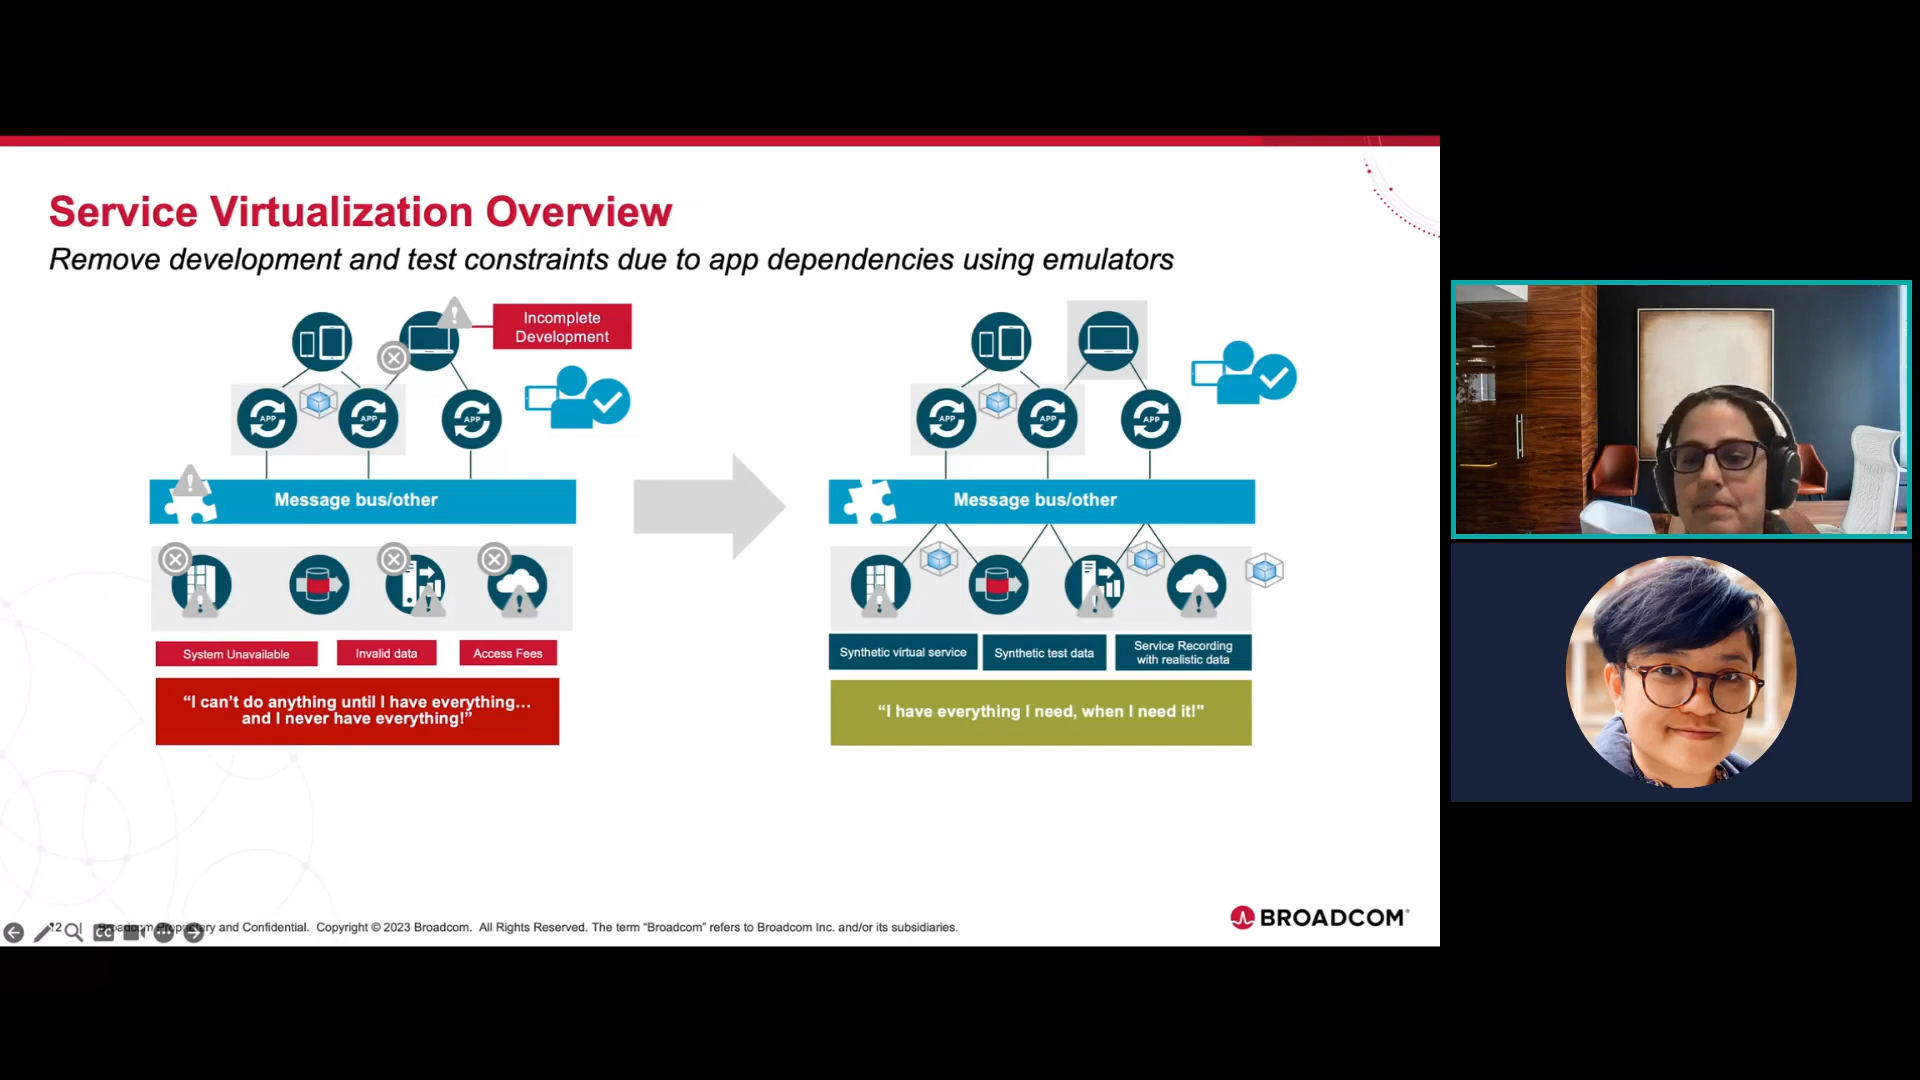 Service Virtualization Overview
Remove development and test constraints due to app dependencies using emulators
Incomplete
Development
APP
APP
APP
Message bus/other
System Unavailable
Invalid data
Access Fees
“I can’t do anything until I have everything…
and I never have everything!”
APP
APP
APP
Message bus/other
Synthetic virtual service
Synthetic test data
Service Recording
with realistic data
“I have everything I need, when I need it!"
12 | Broadcom Proprietary and Confidential. Copyright © 2023 Broadcom. All Rights Reserved. The term “Broadcom” refers to Broadcom Inc. and/or its subsidiaries.
CC
BROADCOM®